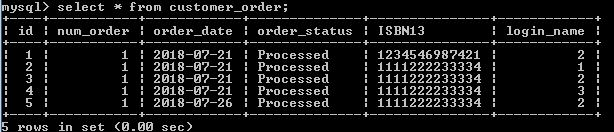 mysql> select * from customer_order;
+----+-----------+------------+--------------+---------------+------------+
| id | num_order | order_date | order_status | ISBN13 | login_name |
+----+-----------+------------+--------------+---------------+------------+
| 1 | 1 | 2018-07-21 | Processed | 1234546987421 | 2 |
| 2 | 1 | 2018-07-21 | Processed | 1111222233334 | 1 |
| 3 | 1 | 2018-07-21 | Processed | 1111222233334 | 2 |
| 4 | 1 | 2018-07-21 | Processed | 1111222233334 | 3 |
| 5 | 1 | 2018-07-26 | Processed | 1111222233334 | 2 |
+----+-----------+------------+--------------+---------------+------------+
5 rows in set (0.00 sec)